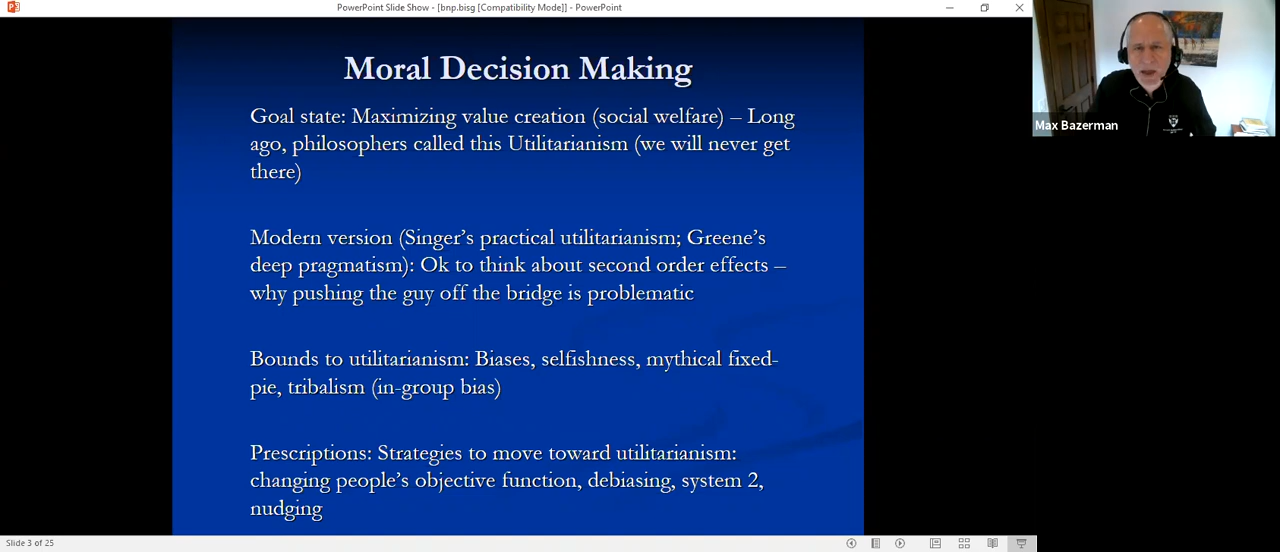 PowerPoint Slide Show - [bnp.bisg [Compatibility Mode]] - PowerPoint
Moral Decision Making
Goal state: Maximizing value creation (social welfare) – Long
ago, philosophers called this Utilitarianism (we will never get
there)
Modern version (Singer’s practical utilitarianism; Greene’s
deep pragmatism): Ok to think about second order effects –
why pushing the guy off the bridge is problematic
Bounds to utilitarianism: Biases, selfishness, mythical fixed-
pie, tribalism (in-group bias)
Prescriptions: Strategies to move toward utilitarianism:
changing people’s objective function, debiasing, system 2,
nudging
Max Bazerman
Slide 3 of 25